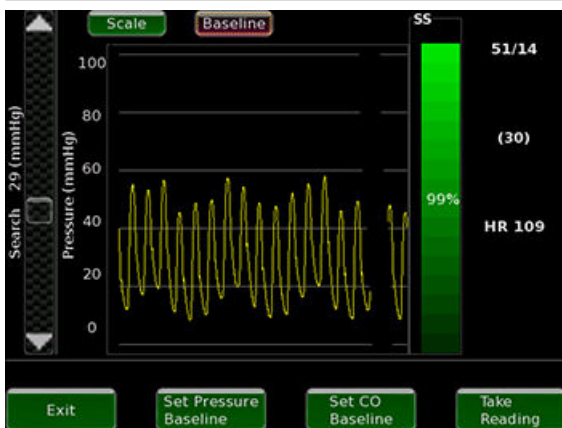 Scale
Baseline
SS
51/14
100
80
(30)
60
99%
40
HR 109
20
0
Search 29 (mmHg)
Pressure (mmHg)
Exit
Set Pressure
Baseline
Set CO
Baseline
Take
Reading